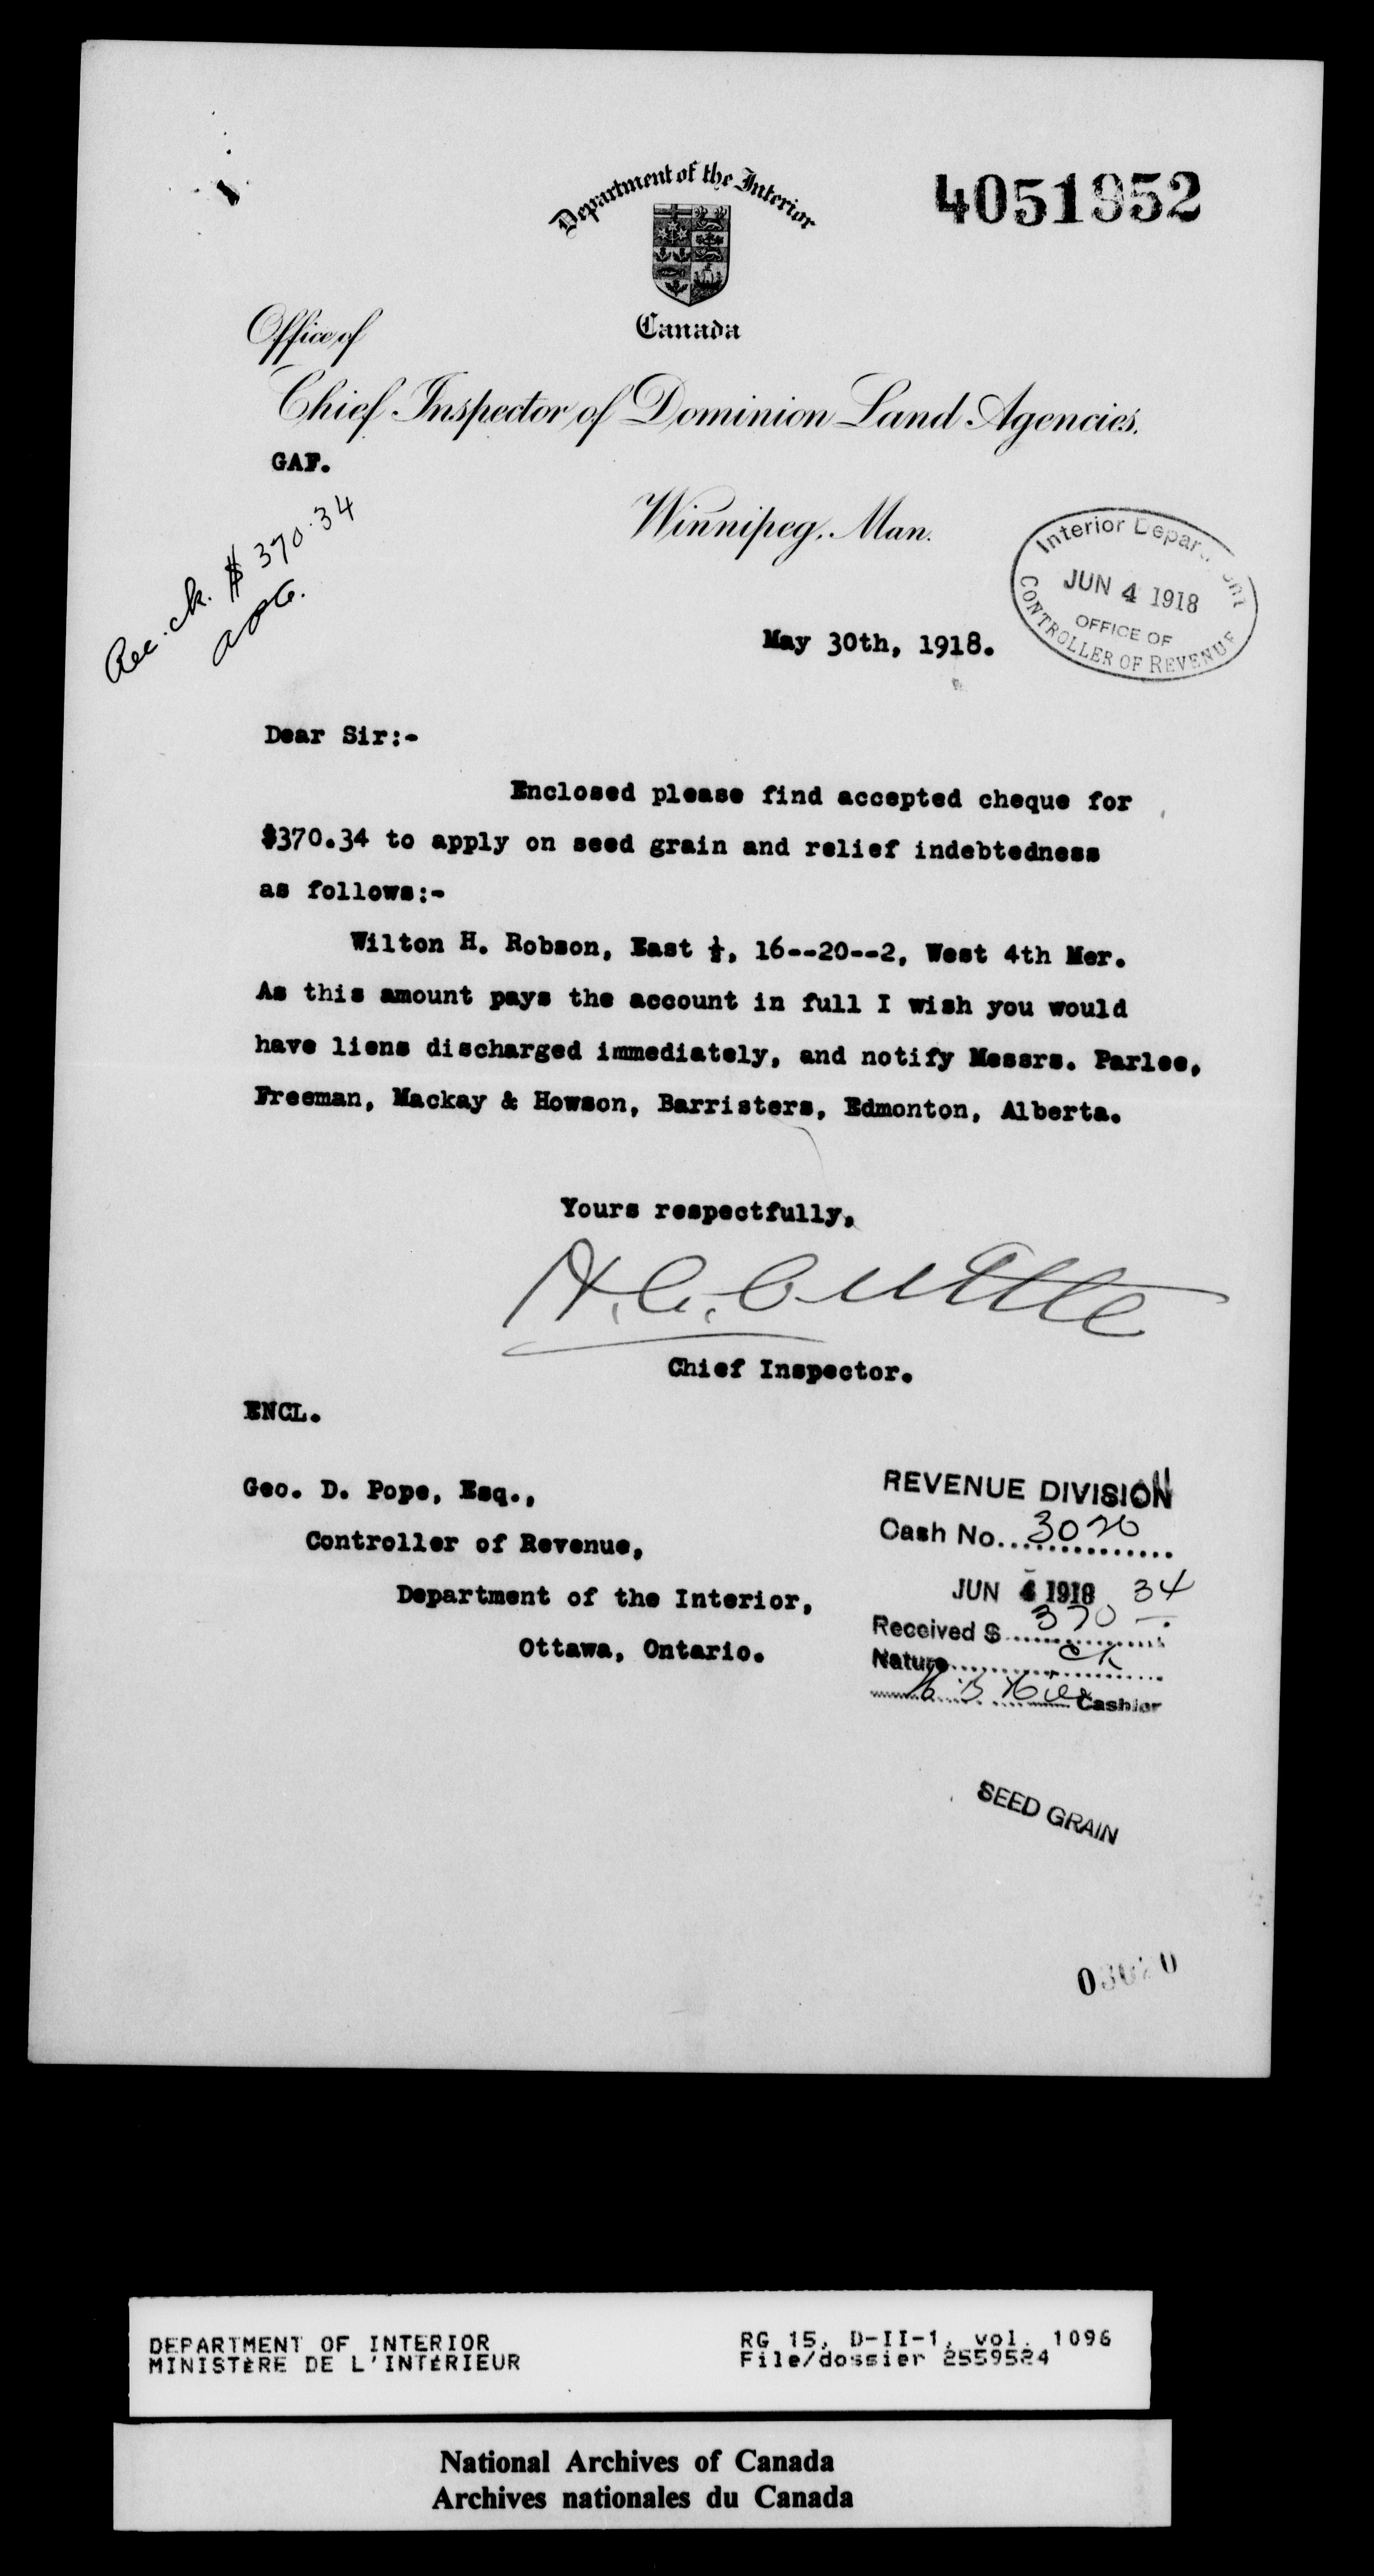 Department of the Interior
Canada
4051952
Office of
Chief Inspector of Dominion Land Agencies.
GAF.
Winnipeg, Man.
Rec. ck. $370.34
Interior Department
JUN 4 1918
OFFICE OF
CONTROLLER OF REVENUE
May 30th, 1918.
Dear Sir:-
Enclosed please find accepted cheque for
$370.34 to apply on seed grain and relief indebtedness
as follows:-
Wilton H. Robson, East ½, 16--20--2, West 4th Mer.
As this amount pays the account in full I wish you would
have liens discharged immediately, and notify Messrs. Parlee,
Freeman, Mackay & Howson, Barristers, Edmonton, Alberta.
Yours respectfully,
Chief Inspector.
ENCL.
Geo. D. Pope, Esq.,
Controller of Revenue,
Department of the Interior,
Ottawa, Ontario.
REVENUE DIVISION
Cash No. 3020
JUN 4 1918
Received $ 370 34
Nature ck
Cashier
SEED GRAIN
03020
DEPARTMENT OF INTERIOR
MINISTÈRE DE L'INTÉRIEUR
RG 15, D-II-1, vol. 1096
File/dossier 2559524
National Archives of Canada
Archives nationales du Canada